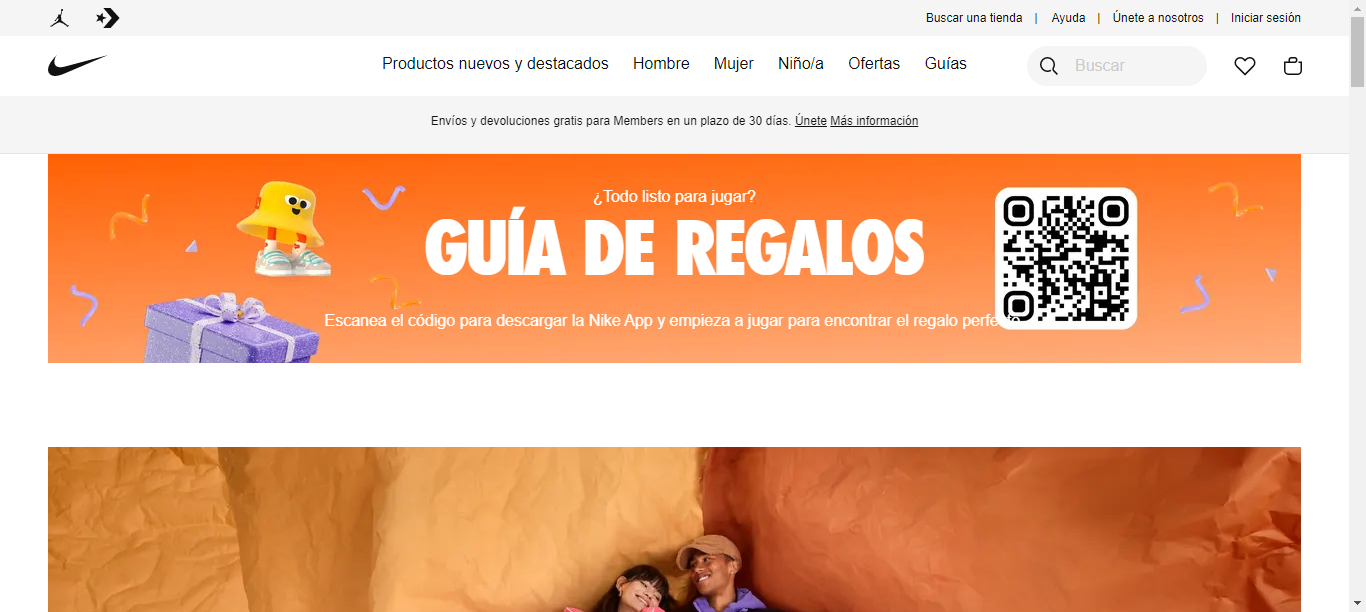 Buscar una tienda | Ayuda | Únete a nosotros | Iniciar sesión
Productos nuevos y destacados Hombre Mujer Niño/a Ofertas Guías Buscar
Envíos y devoluciones gratis para Members en un plazo de 30 días. Únete Más información
¿Todo listo para jugar?
GUÍA DE REGALOS
Escanea el código para descargar la Nike App y empieza a jugar para encontrar el regalo perfecto